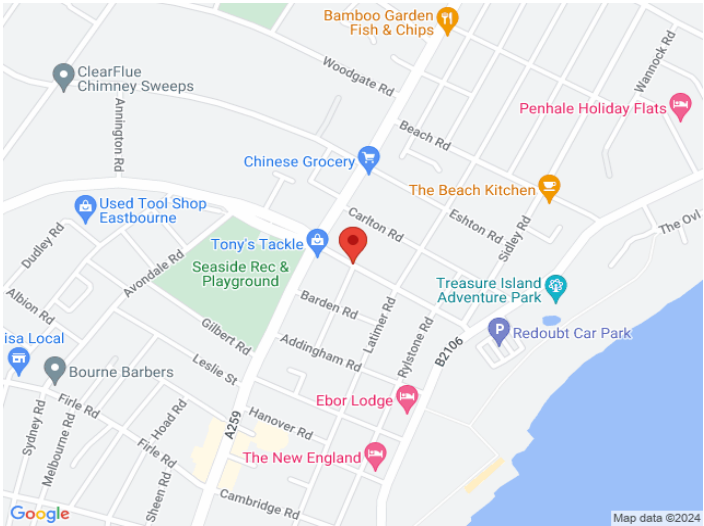 Bamboo Garden
Fish & Chips
Wannock Rd
Woodgate Rd
ClearFlue
Chimney Sweeps
Annington Rd
Penhale Holiday Flats
Beach Rd
Chinese Grocery
The Beach Kitchen
Used Tool Shop
Eastbourne
Carlton Rd
Eshton Rd
Sidley Rd
The Ovl
Dudley Rd
Avondale Rd
Tony's Tackle
Seaside Rec &
Playground
Treasure Island
Adventure Park
Albion Rd
Barden Rd
Latimer Rd
Gilbert Rd
Redoubt Car Park
Rylstone Rd
B2106
isa Local
Addingham Rd
Leslie St
Bourne Barbers
Ebor Lodge
Firle Rd
Hoad Rd
A259
Hanover Rd
Sydney Rd
Melbourne Rd
Firle Rd
The New England
Sheen Rd
Cambridge Rd
Google
Map data ©2024